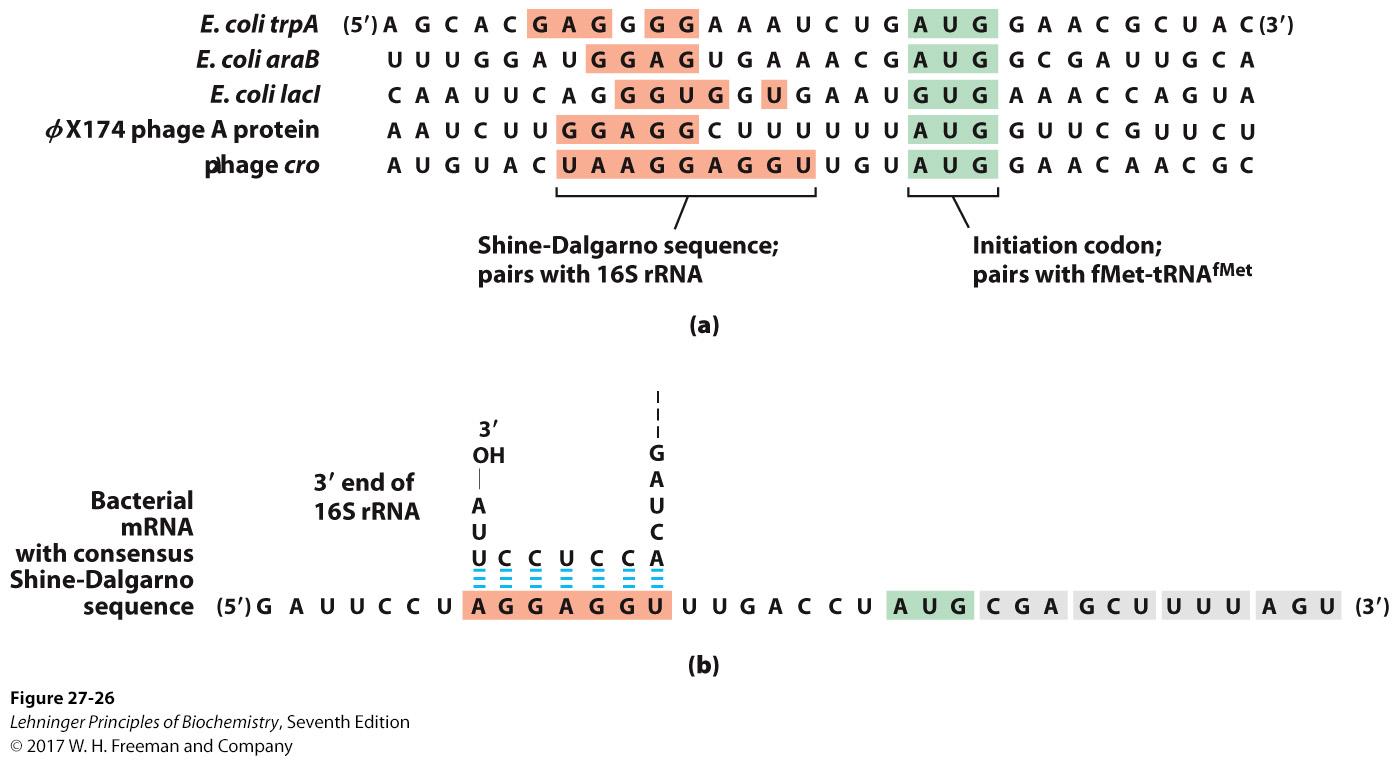 E. coli trpA (5′) A G C A C G A G G G G A A A U C U G A U G G A A C G C U A C (3′)
E. coli araB U U U G G A U G G A G U G A A A C G A U G G C G A U U G C A
E. coli lacI C A A U U C A G G G U G G U G A A U G U G A A A C C A G U A
ϕX174 phage A protein A A U C U U G G A G G C U U U U U U A U G G U U C G U U C U
phage cro A U G U A C U A A G G A G G U U G U A U G G A A C A A C G C
Shine-Dalgarno sequence;
pairs with 16S rRNA
Initiation codon;
pairs with fMet-tRNAfMet
(a)
3′
OH
3′ end of
16S rRNA
A
U
U C C U C C A
C
U
A
G
Bacterial
mRNA
with consensus
Shine-Dalgarno
sequence
(5′) G A U U C C U A G G A G G U U U G A C C U A U G C G A G C U U U U A G U (3′)
(b)
Figure 27-26
Lehninger Principles of Biochemistry, Seventh Edition
© 2017 W. H. Freeman and Company